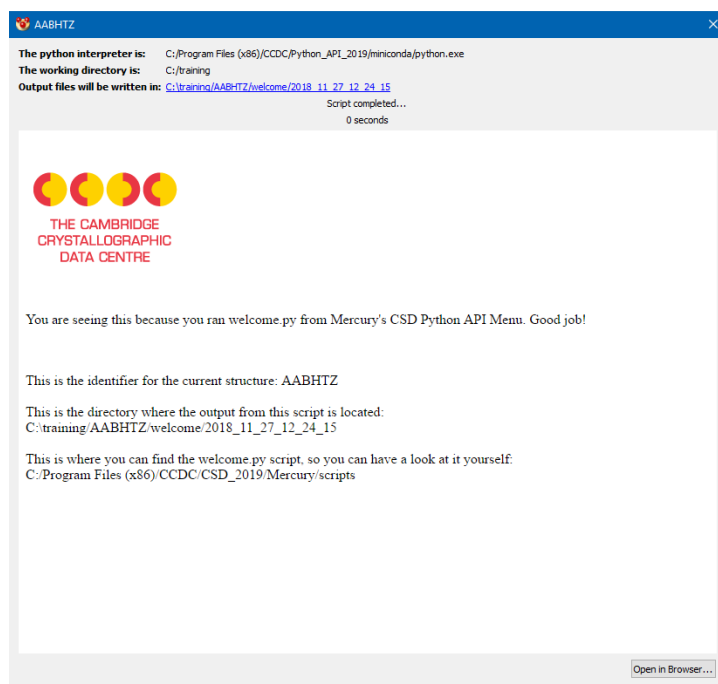 AABHTZ
The python interpreter is: C:/Program Files (x86)/CCDC/Python_API_2019/miniconda/python.exe
The working directory is: C:/training
Output files will be written in: C:\training/AABHTZ/welcome/2018_11_27_12_24_15
Script completed...
0 seconds
THE CAMBRIDGE
CRYSTALLOGRAPHIC
DATA CENTRE
You are seeing this because you ran welcome.py from Mercury's CSD Python API Menu. Good job!
This is the identifier for the current structure: AABHTZ
This is the directory where the output from this script is located:
C:\training/AABHTZ/welcome/2018_11_27_12_24_15
This is where you can find the welcome.py script, so you can have a look at it yourself:
C:/Program Files (x86)/CCDC/CSD_2019/Mercury/scripts
Open in Browser...